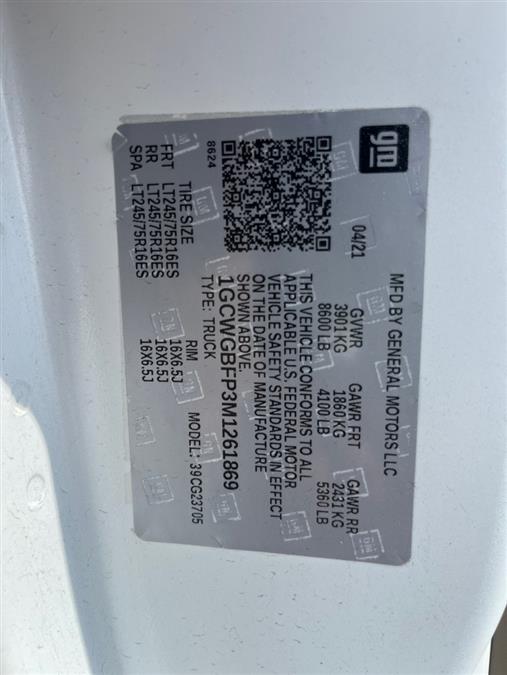 gm
MFD BY GENERAL MOTORS LLC
04/21
GVWR GAWR FRT GAWR RR
3901 KG 1860 KG 2431 KG
8600 LB 4100 LB 5360 LB
THIS VEHICLE CONFORMS TO ALL
APPLICABLE U.S. FEDERAL MOTOR
VEHICLE SAFETY STANDARDS IN EFFECT
ON THE DATE OF MANUFACTURE
SHOWN ABOVE.
1GCWGBFP3M1261869
TYPE: TRUCK
MODEL: 39CG23705
8624
TIRE SIZE RIM
FRT LT245/75R16ES 16X6.5J
RR LT245/75R16ES 16X6.5J
SPA LT245/75R16ES 16X6.5J